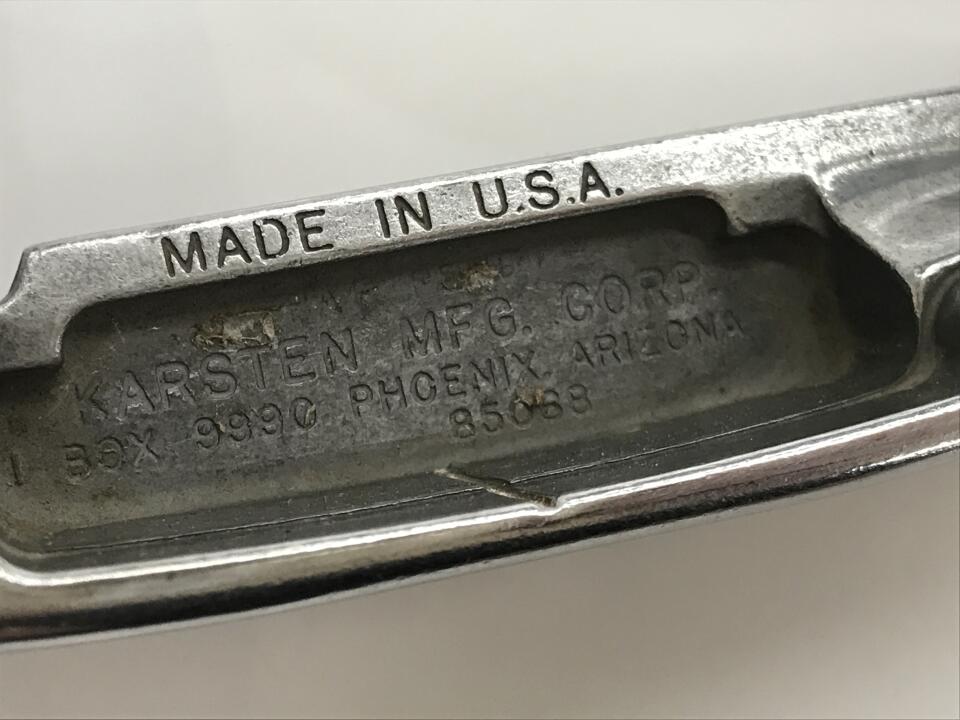 MADE IN U.S.A.
KARSTEN MFG. CORP.
BOX 9990 PHOENIX, ARIZONA
85068